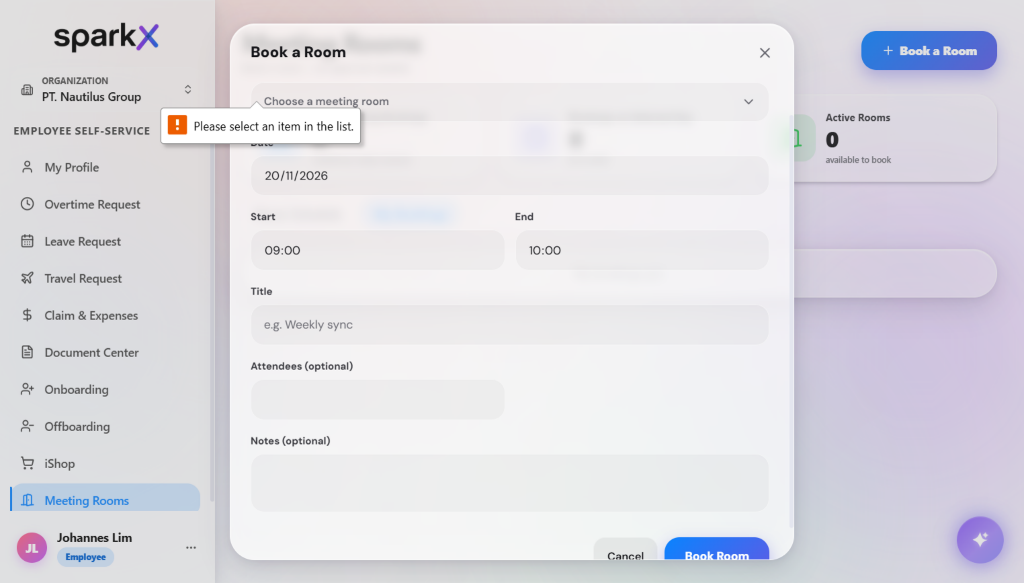 sparkX
ORGANIZATION
PT. Nautilus Group
EMPLOYEE SELF-SERVICE
My Profile
Overtime Request
Leave Request
Travel Request
Claim & Expenses
Document Center
Onboarding
Offboarding
iShop
Meeting Rooms
JL
Johannes Lim
Employee
Book a Room
Choose a meeting room
Please select an item in the list.
Date
20/11/2026
Start
End
09:00
10:00
Title
e.g. Weekly sync
Attendees (optional)
Notes (optional)
Cancel
Book Room
Book a Room
Active Rooms
0
available to book